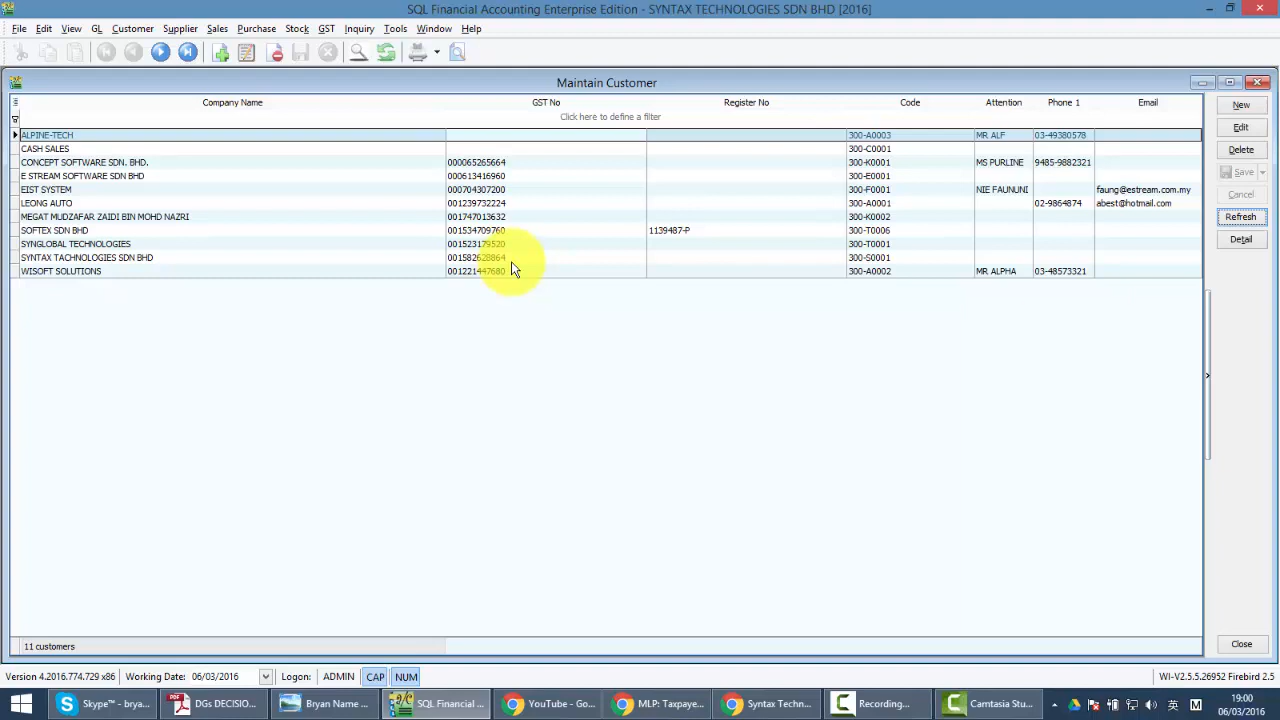 SQL Financial Accounting Enterprise Edition - SYNTAX TECHNOLOGIES SDN BHD [2016]
File Edit View GL Customer Supplier Sales Purchase Stock GST Inquiry Tools Window Help
Maintain Customer
Company Name GST No Register No Code Attention Phone 1 Email
Click here to define a filter
ALPINE-TECH 300-A0003 MR ALF 03-49380578
CASH SALES 300-C0001
CONCEPT SOFTWARE SDN. BHD. 000065265664 300-K0001 MS PURLINE 9485-9882321
E STREAM SOFTWARE SDN BHD 000613416960 300-E0001
EIST SYSTEM 000704307200 300-F0001 NIE FAUNUNI faung@estream.com.my
LEONG AUTO 001239732224 300-A0001 02-9864874 abest@hotmail.com
MEGAT MUDZAFAR ZAIDI BIN MOHD NAZRI 001747013632 300-K0002
SOFTEX SDN BHD 001534709760 1139487-P 300-T0006
SYNGLOBAL TECHNOLOGIES 001523179520 300-T0001
SYNTAX TACHNOLOGIES SDN BHD 001582628864 300-S0001
WISOFT SOLUTIONS 001221447680 300-A0002 MR ALPHA 03-48573321
New
Edit
Delete
Save
Cancel
Refresh
Detail
11 customers
Close
Version 4.2016.774.729 x86 Working Date: 06/03/2016 Logon: ADMIN CAP NUM WI-V2.5.5.26952 Firebird 2.5
Skype™ - brya... DGs DECISIO... Bryan Name ... SQL Financial ... YouTube - Go... MLP: Taxpaye... Syntax Techn... Recording... Camtasia Stu... 英 M 19:00
06/03/2016